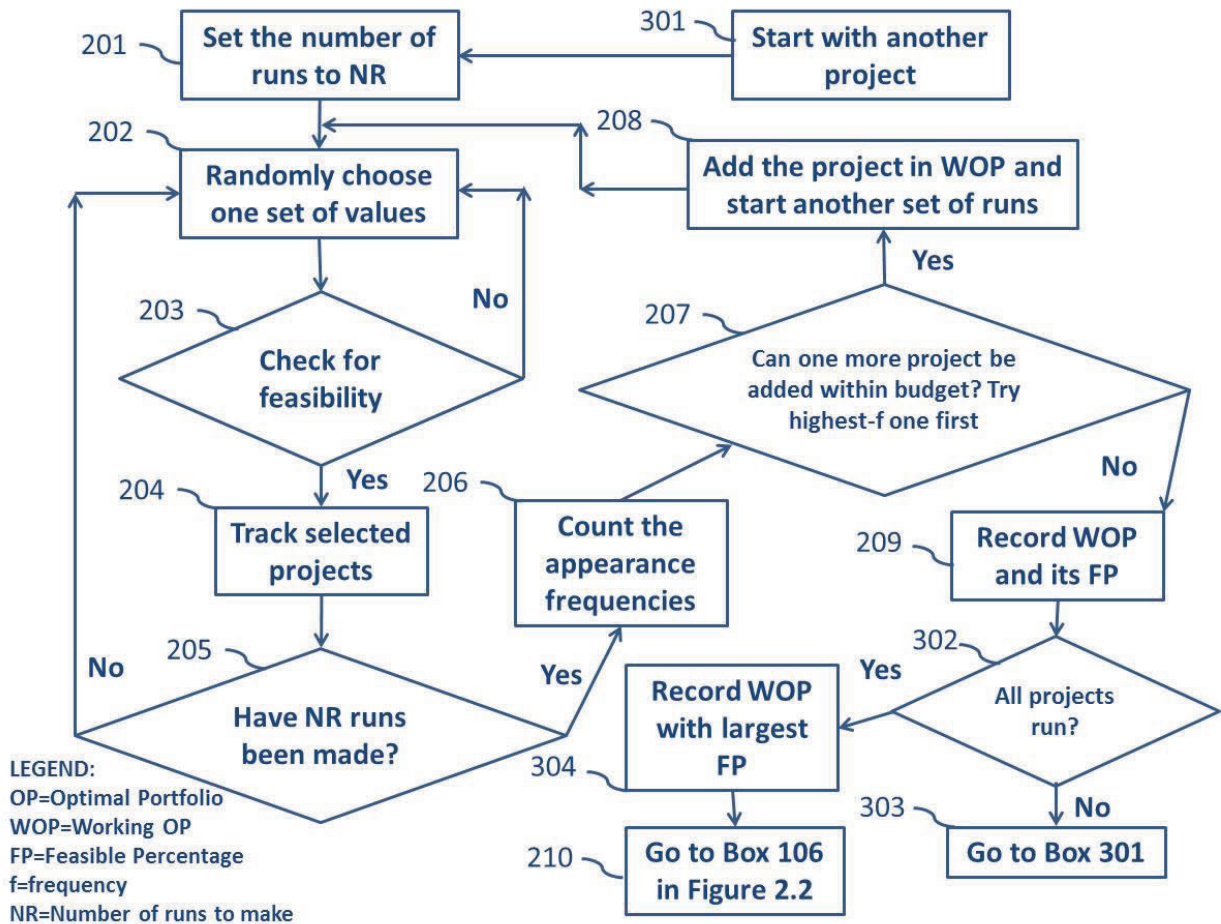 201
Set the number of
runs to NR
301
Start with another
project
202
Randomly choose
one set of values
208
Add the project in WOP and
start another set of runs
Yes
No
203
Check for
feasibility
207
Can one more project be
added within budget? Try
highest-f one first
Yes
No
204
Track selected
projects
206
Count the
appearance
frequencies
209
Record WOP
and its FP
205
Have NR runs
been made?
No
Yes
302
All projects
run?
Yes
No
304
Record WOP
with largest
FP
303
Go to Box 301
210
Go to Box 106
in Figure 2.2
LEGEND:
OP=Optimal Portfolio
WOP=Working OP
FP=Feasible Percentage
f=frequency
NR=Number of runs to make